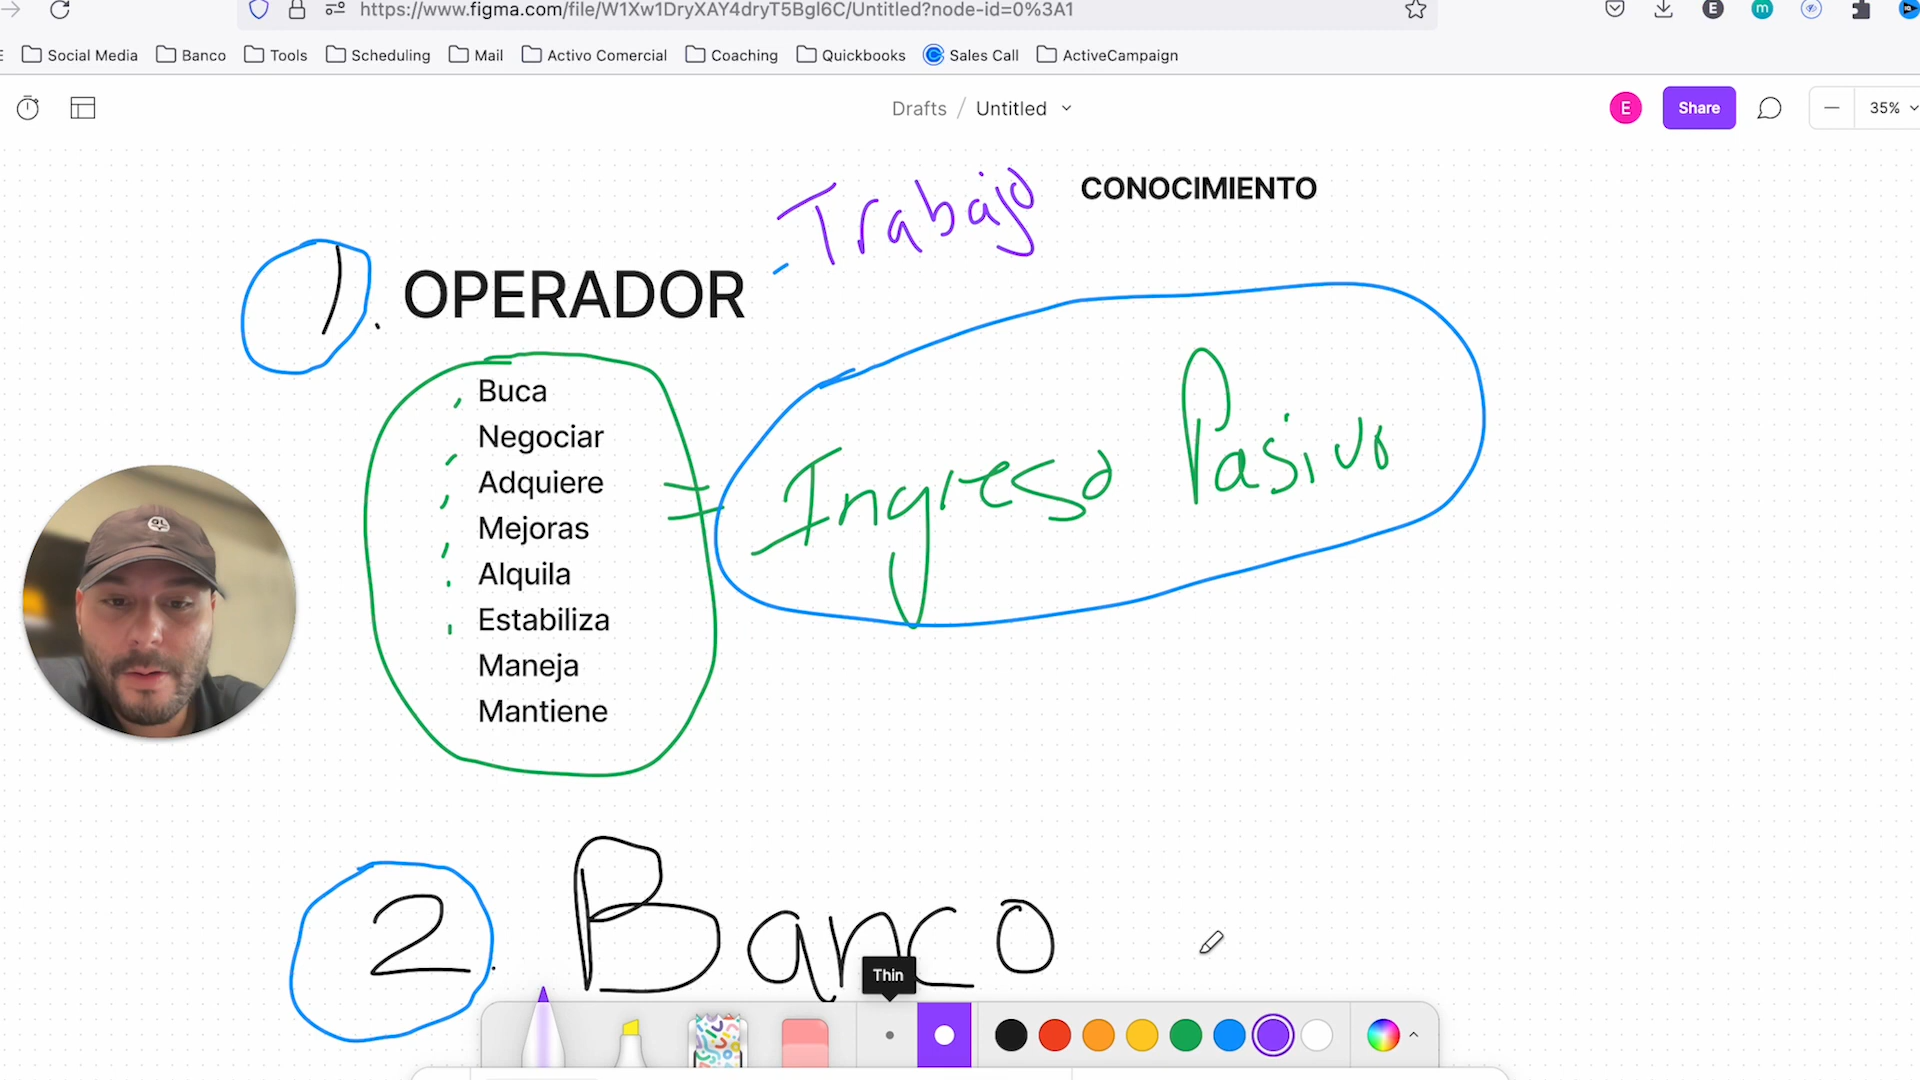 https://www.figma.com/file/W1Xw1DryXAY4dryT5Bgl6C/Untitled?node-id=0%3A1
E
m
Social Media
Banco
Tools
Scheduling
Mail
Activo Comercial
Coaching
Quickbooks
Sales Call
ActiveCampaign
Drafts / Untitled
E
Share
35%
Trabajo
CONOCIMIENTO
1. OPERADOR
Buca
Negociar
Adquiere
Mejoras
Alquila
Estabiliza
Maneja
Mantiene
= Ingreso Pasivo
2. Banco
Thin